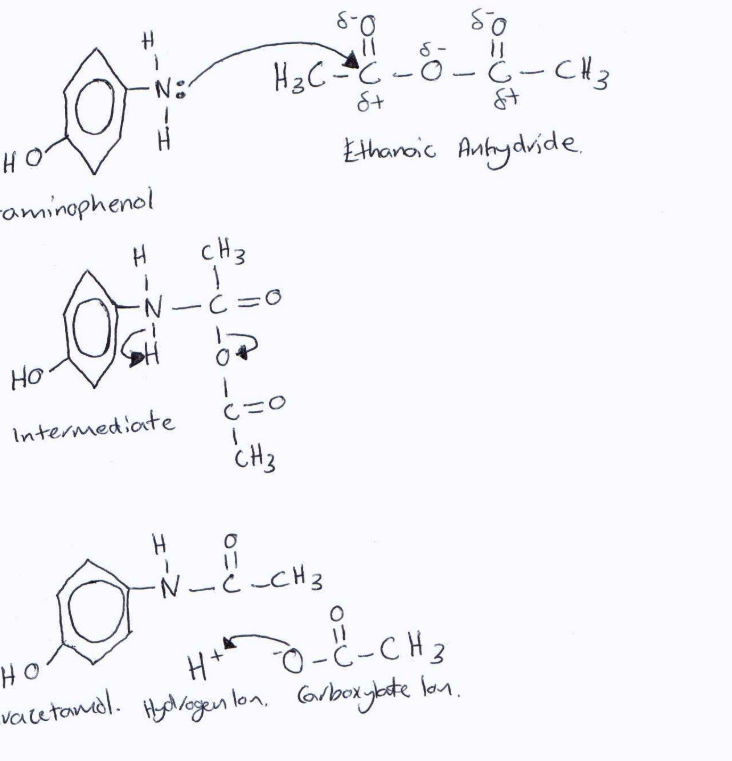 δ-O δ-O
H δ-
N: H3C - C - O - C - CH3
δ+ δ+
H
HO Ethanoic Anhydride.
-aminophenol
H CH3
N - C = O
H O
HO
C = O
Intermediate
CH3
H O
N - C - CH3
O
HO H+ -O - C - CH3
racetamol. Hydrogen Ion. Carboxylate Ion.